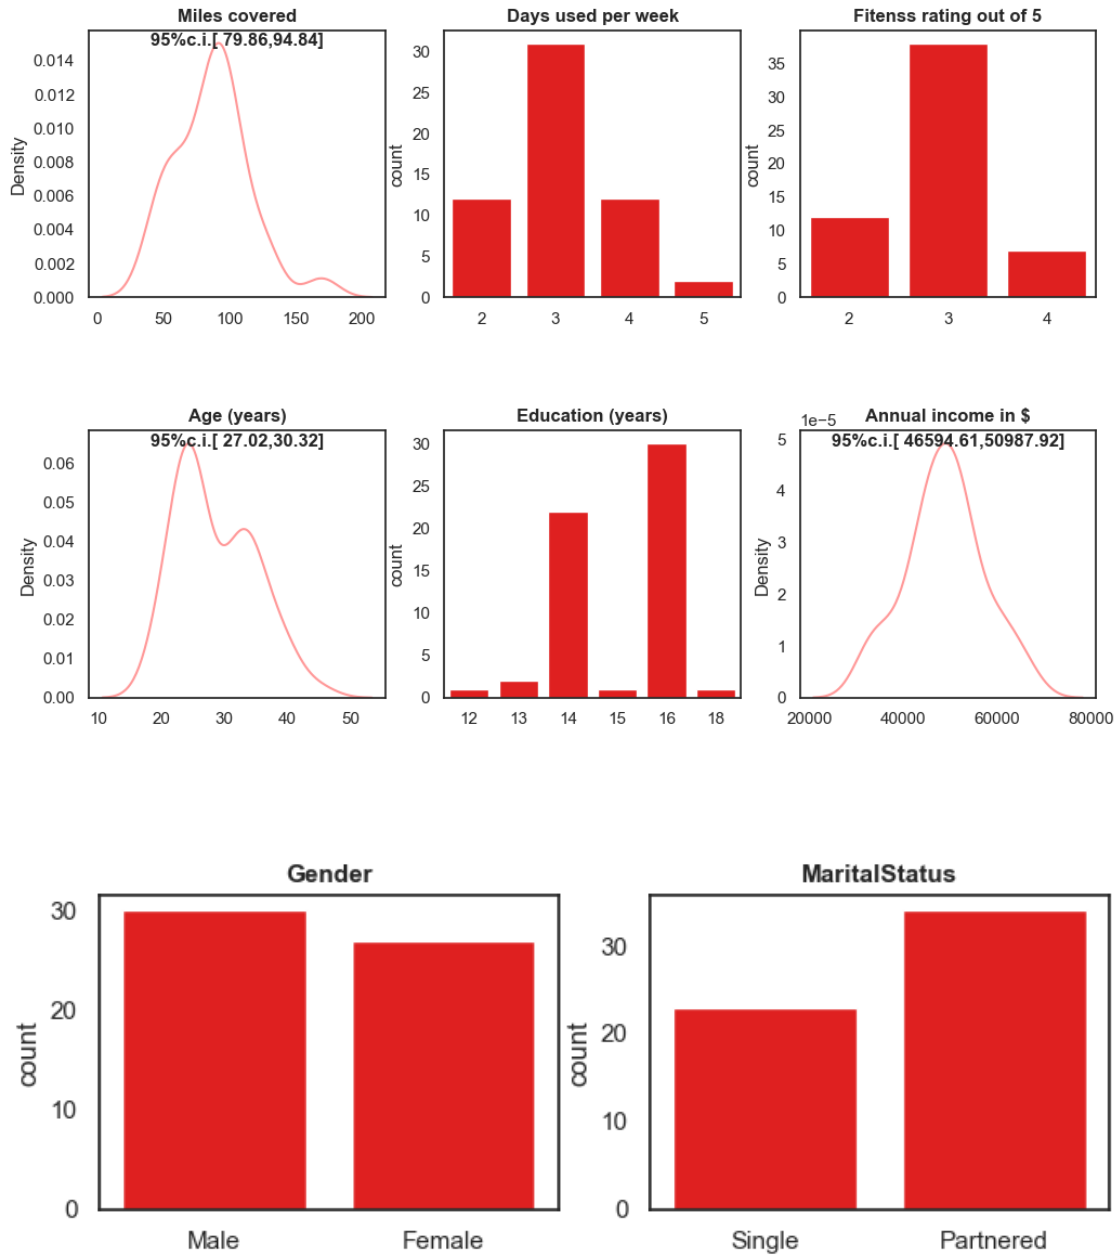 Miles covered
95%c.i.[ 79.86,94.84]
Density
0.014
0.012
0.010
0.008
0.006
0.004
0.002
0.000
0 50 100 150 200
Days used per week
count
30
25
20
15
10
5
0
2 3 4 5
Fitenss rating out of 5
count
35
30
25
20
15
10
5
0
2 3 4
Age (years)
95%c.i.[ 27.02,30.32]
Density
0.06
0.05
0.04
0.03
0.02
0.01
0.00
10 20 30 40 50
Education (years)
count
30
25
20
15
10
5
0
12 13 14 15 16 18
1e−5
Annual income in $
95%c.i.[ 46594.61,50987.92]
Density
5
4
3
2
1
0
20000 40000 60000 80000
Gender
count
30
20
10
0
Male Female
MaritalStatus
count
30
20
10
0
Single Partnered